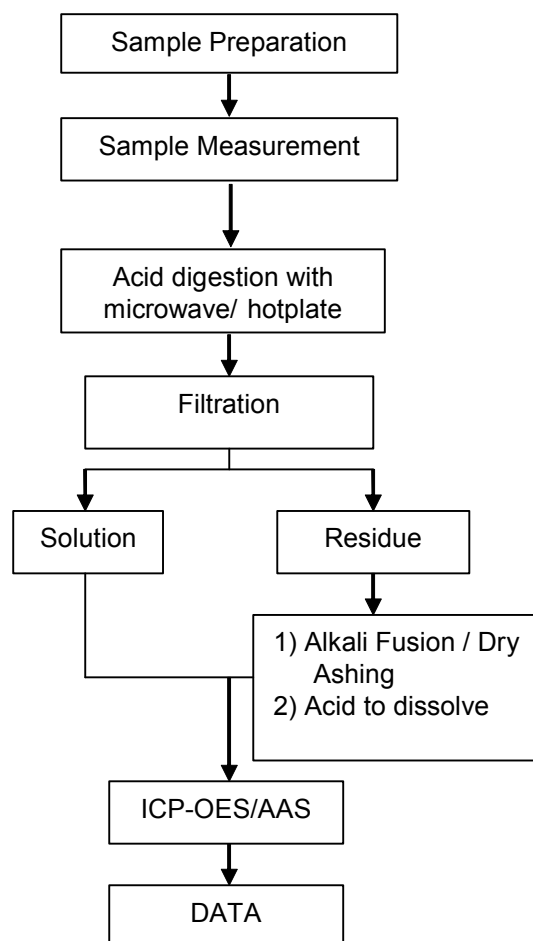 Sample Preparation
Sample Measurement
Acid digestion with
microwave/ hotplate
Filtration
Solution
Residue
1) Alkali Fusion / Dry
Ashing
2) Acid to dissolve
ICP-OES/AAS
DATA